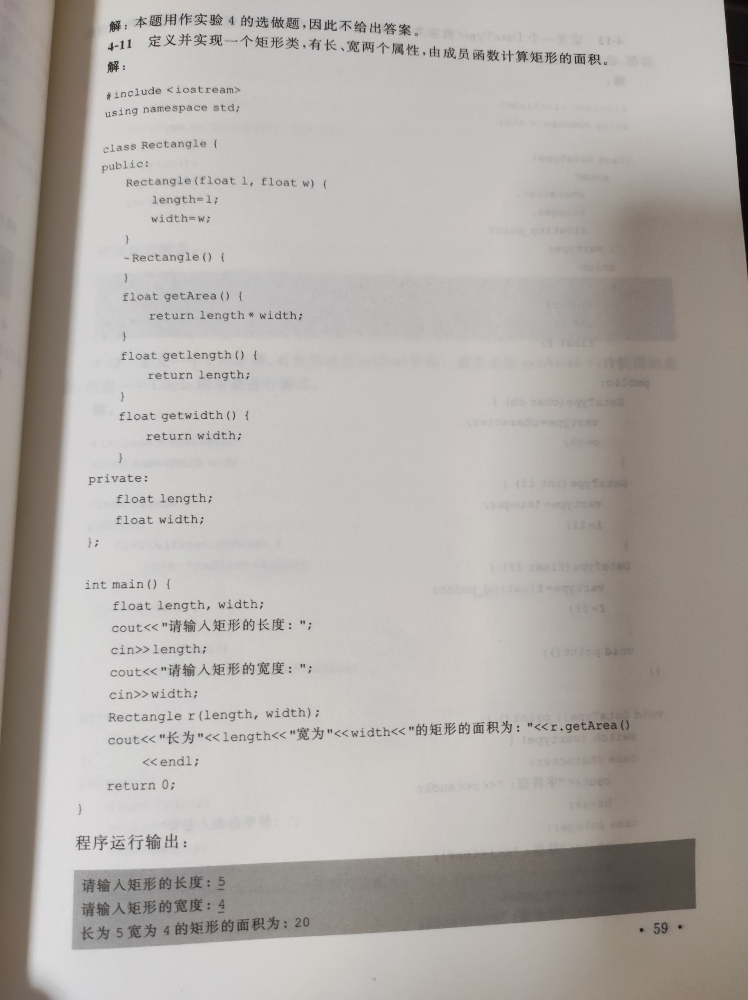 解：本题用作实验 4 的选做题，因此不给出答案。
4-11 定义并实现一个矩形类，有长、宽两个属性，由成员函数计算矩形的面积。
解：
#include <iostream>
using namespace std;
class Rectangle {
public:
Rectangle(float l, float w) {
length=l;
width=w;
}
~Rectangle() {
}
float getArea() {
return length * width;
}
float getlength() {
return length;
}
float getwidth() {
return width;
}
private:
float length;
float width;
};
int main() {
float length, width;
cout<<"请输入矩形的长度：";
cin>>length;
cout<<"请输入矩形的宽度：";
cin>>width;
Rectangle r(length, width);
cout<<"长为"<<length<<"宽为"<<width<<"的矩形的面积为："<<r.getArea()
<<endl;
return 0;
}
程序运行输出：
请输入矩形的长度：5
请输入矩形的宽度：4
长为 5 宽为 4 的矩形的面积为：20
• 59 •